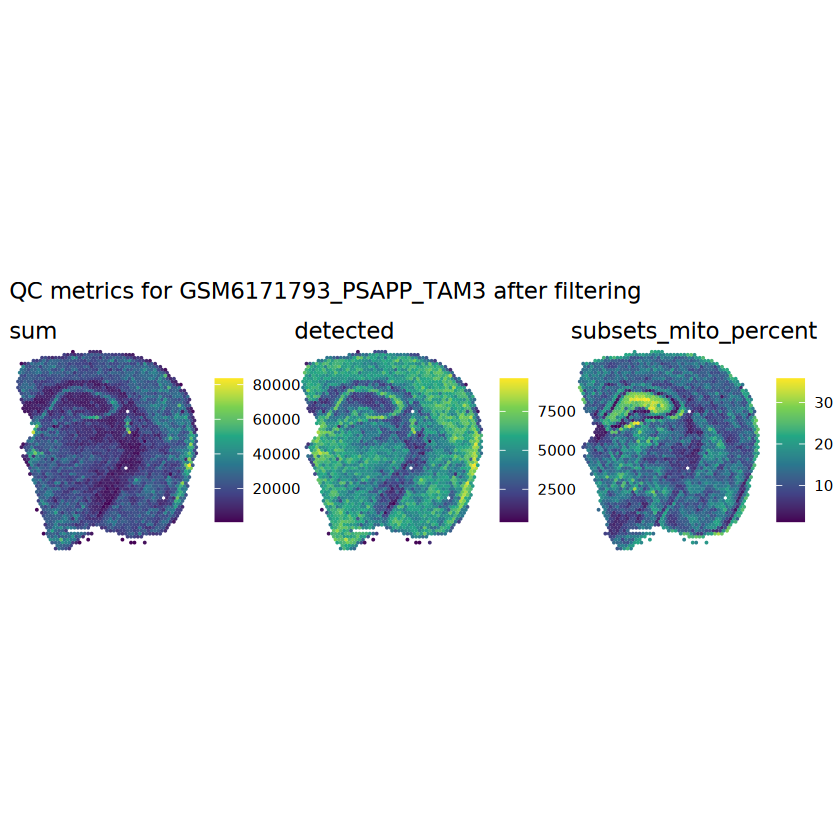 QC metrics for GSM6171793_PSAPP_TAM3 after filtering
sum
detected
subsets_mito_percent
80000
60000
40000
20000
7500
5000
2500
30
20
10